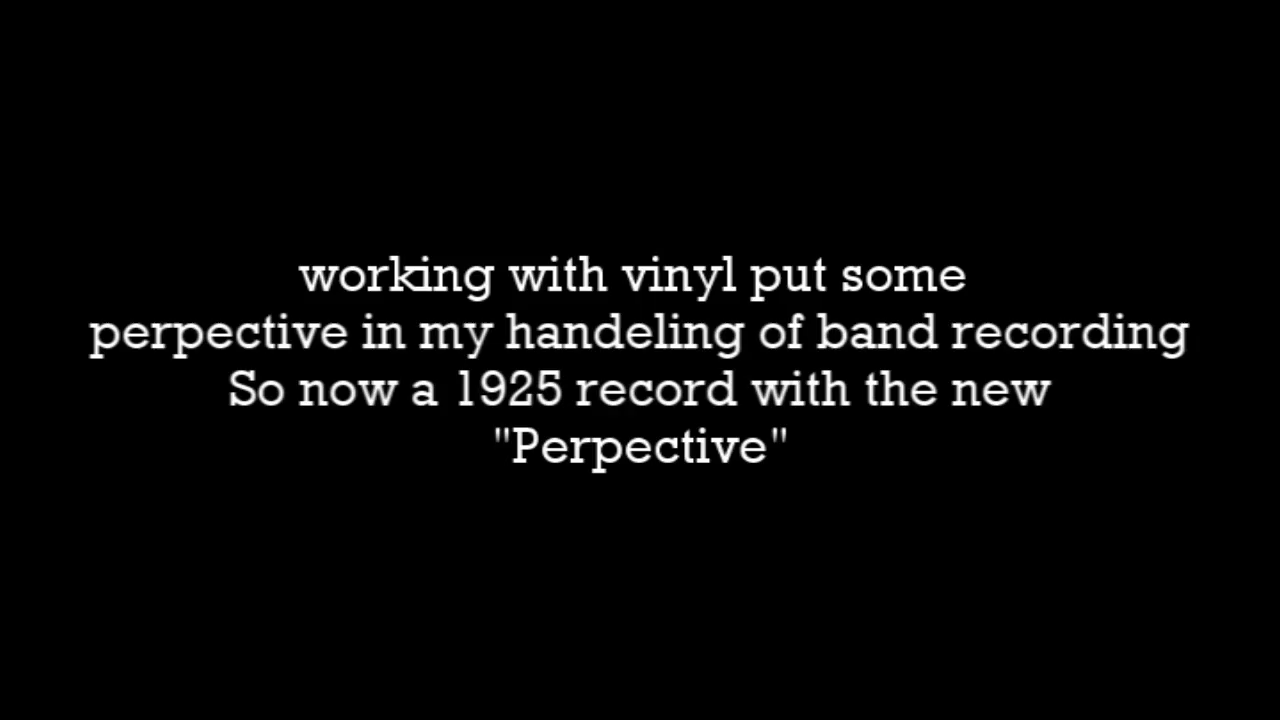 working with vinyl put some
perpective in my handeling of band recording
So now a 1925 record with the new
"Perpective"